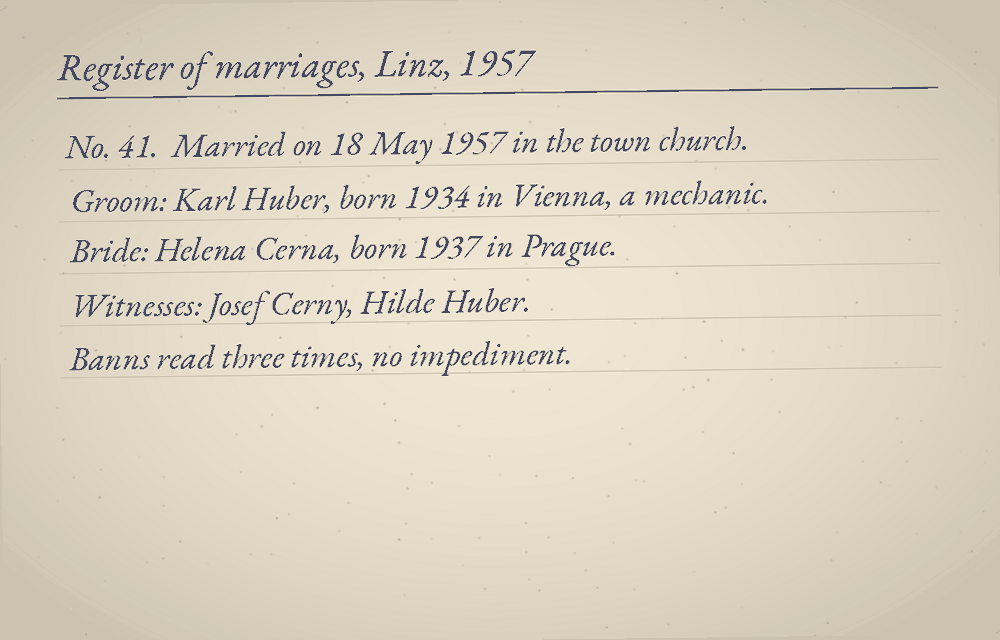 Register of marriages, Linz, 1957
No. 41. Married on 18 May 1957 in the town church.
Groom: Karl Huber, born 1934 in Vienna, a mechanic.
Bride: Helena Cerna, born 1937 in Prague.
Witnesses: Josef Cerny, Hilde Huber.
Banns read three times, no impediment.